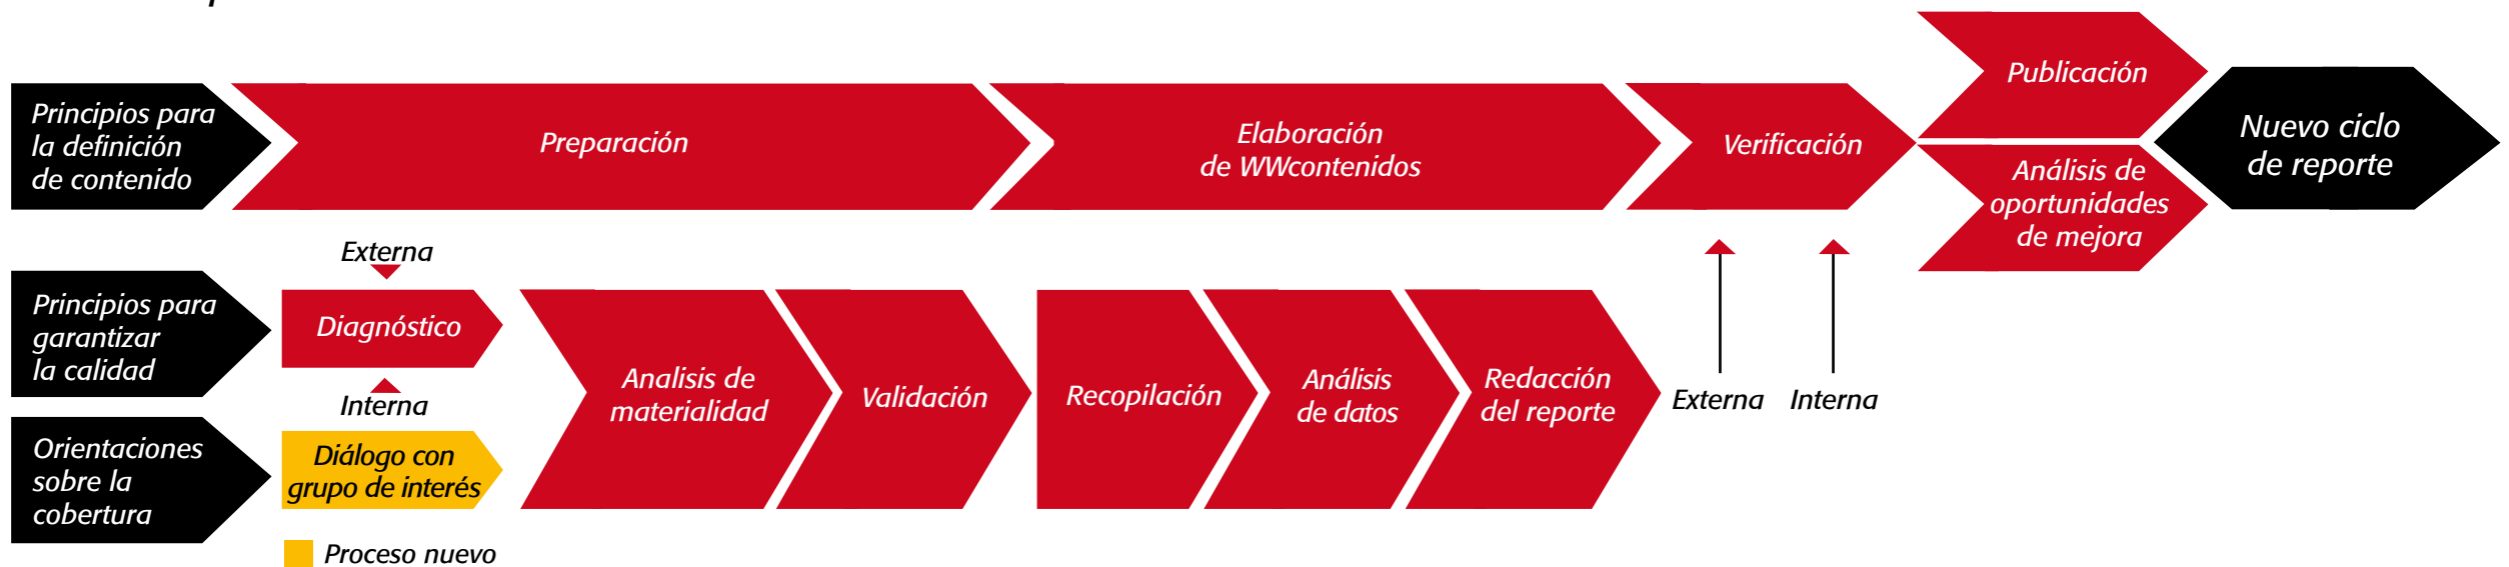 Principios para
la definición
de contenido
Preparación
Elaboración
de WWcontenidos
Verificación
Publicación
Análisis de
oportunidades
de mejora
Nuevo ciclo
de reporte
Principios para
garantizar
la calidad
Orientaciones
sobre la
cobertura
Externa
Diagnóstico
Interna
Diálogo con
grupo de interés
Proceso nuevo
Analisis de
materialidad
Validación
Recopilación
Análisis
de datos
Redacción
del reporte
Externa
Interna